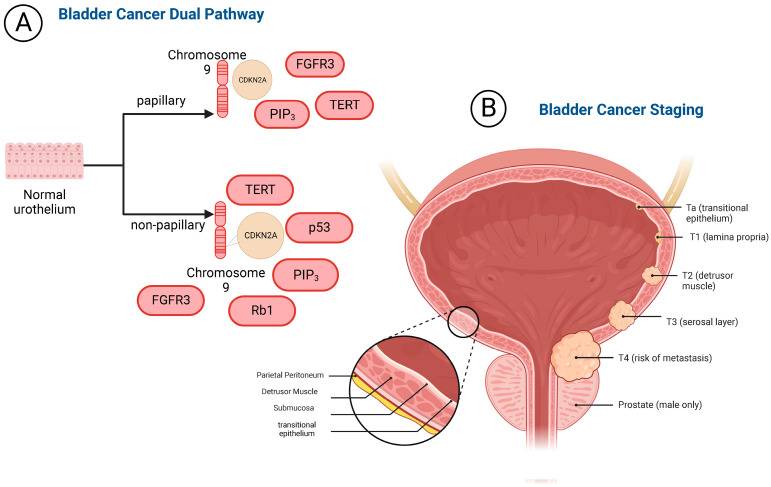 A
Bladder Cancer Dual Pathway
Chromosome
9
CDKN2A
FGFR3
papillary
PIP3
TERT
Normal
urothelium
TERT
non-papillary
CDKN2A
p53
Chromosome
9
PIP3
FGFR3
Rb1
B
Bladder Cancer Staging
Ta (transitional
epithelium)
T1 (lamina propria)
T2 (detrusor
muscle)
T3 (serosal layer)
T4 (risk of metastasis)
Prostate (male only)
Parietal Peritoneum
Detrusor Muscle
Submucosa
transitional
epithelium